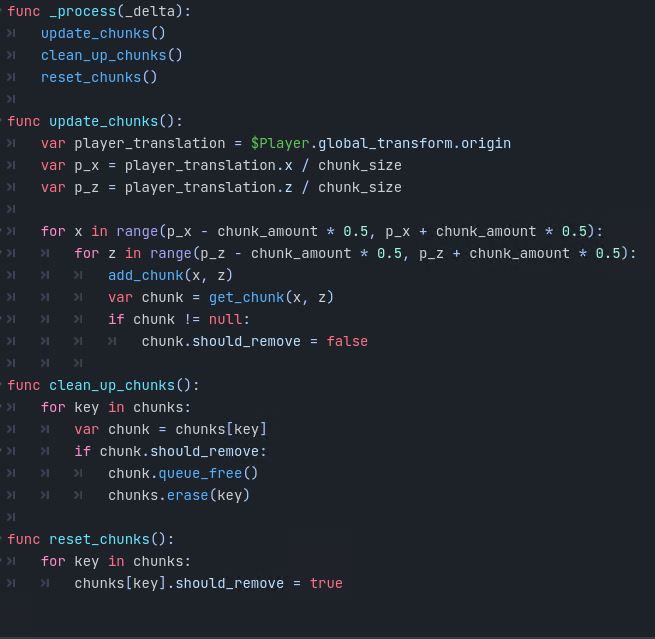 func _process(_delta):
update_chunks()
clean_up_chunks()
reset_chunks()
func update_chunks():
var player_translation = $Player.global_transform.origin
var p_x = player_translation.x / chunk_size
var p_z = player_translation.z / chunk_size
for x in range(p_x - chunk_amount * 0.5, p_x + chunk_amount * 0.5):
for z in range(p_z - chunk_amount * 0.5, p_z + chunk_amount * 0.5):
add_chunk(x, z)
var chunk = get_chunk(x, z)
if chunk != null:
chunk.should_remove = false
func clean_up_chunks():
for key in chunks:
var chunk = chunks[key]
if chunk.should_remove:
chunk.queue_free()
chunks.erase(key)
func reset_chunks():
for key in chunks:
chunks[key].should_remove = true